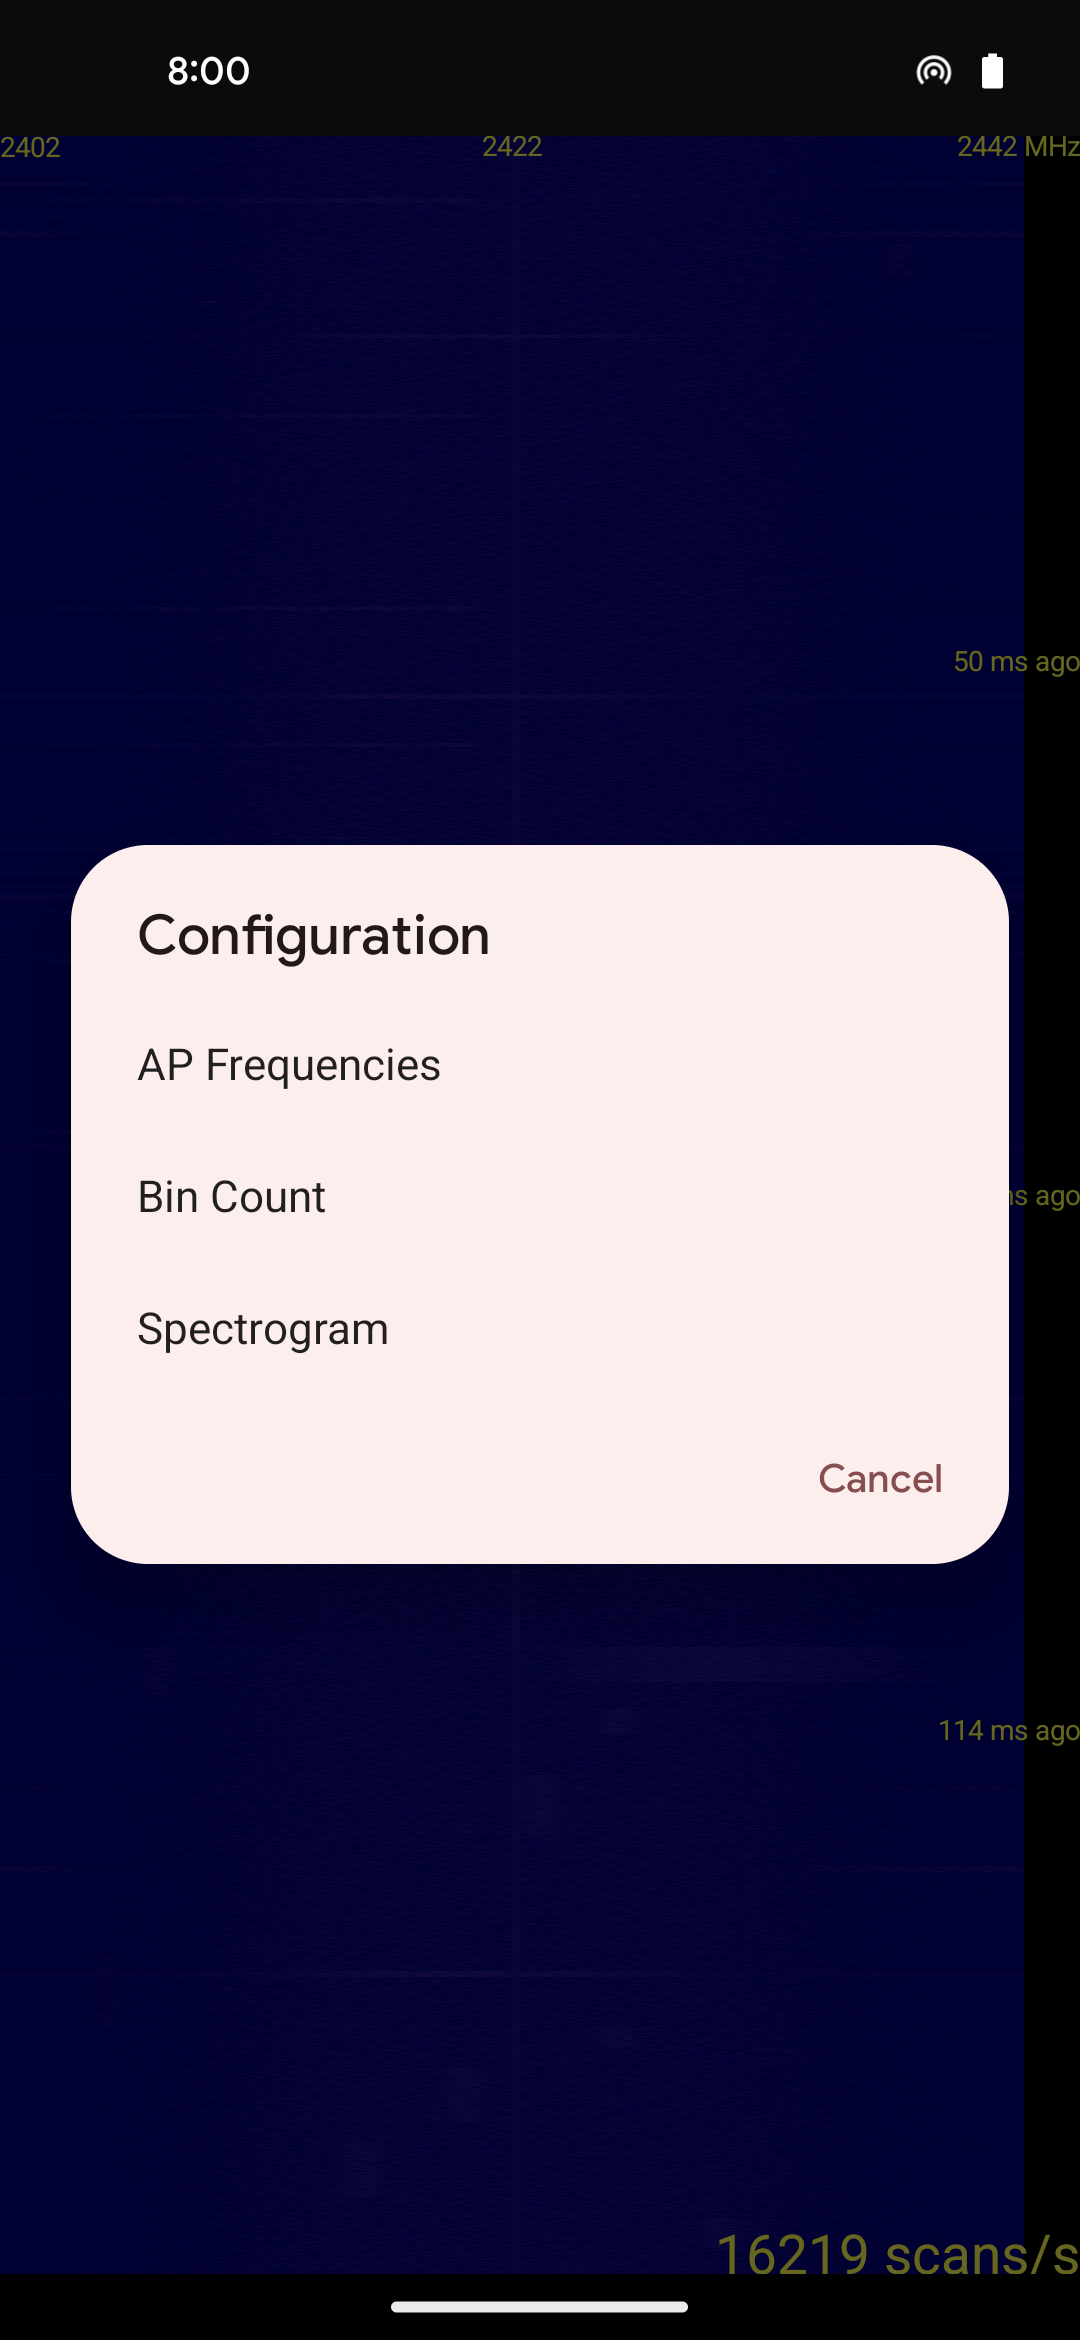 8:00
2402 2422 2442 MHz
50 ms ago
Configuration
AP Frequencies
Bin Count
ago
Spectrogram
Cancel
114 ms ago
16219 scans/s